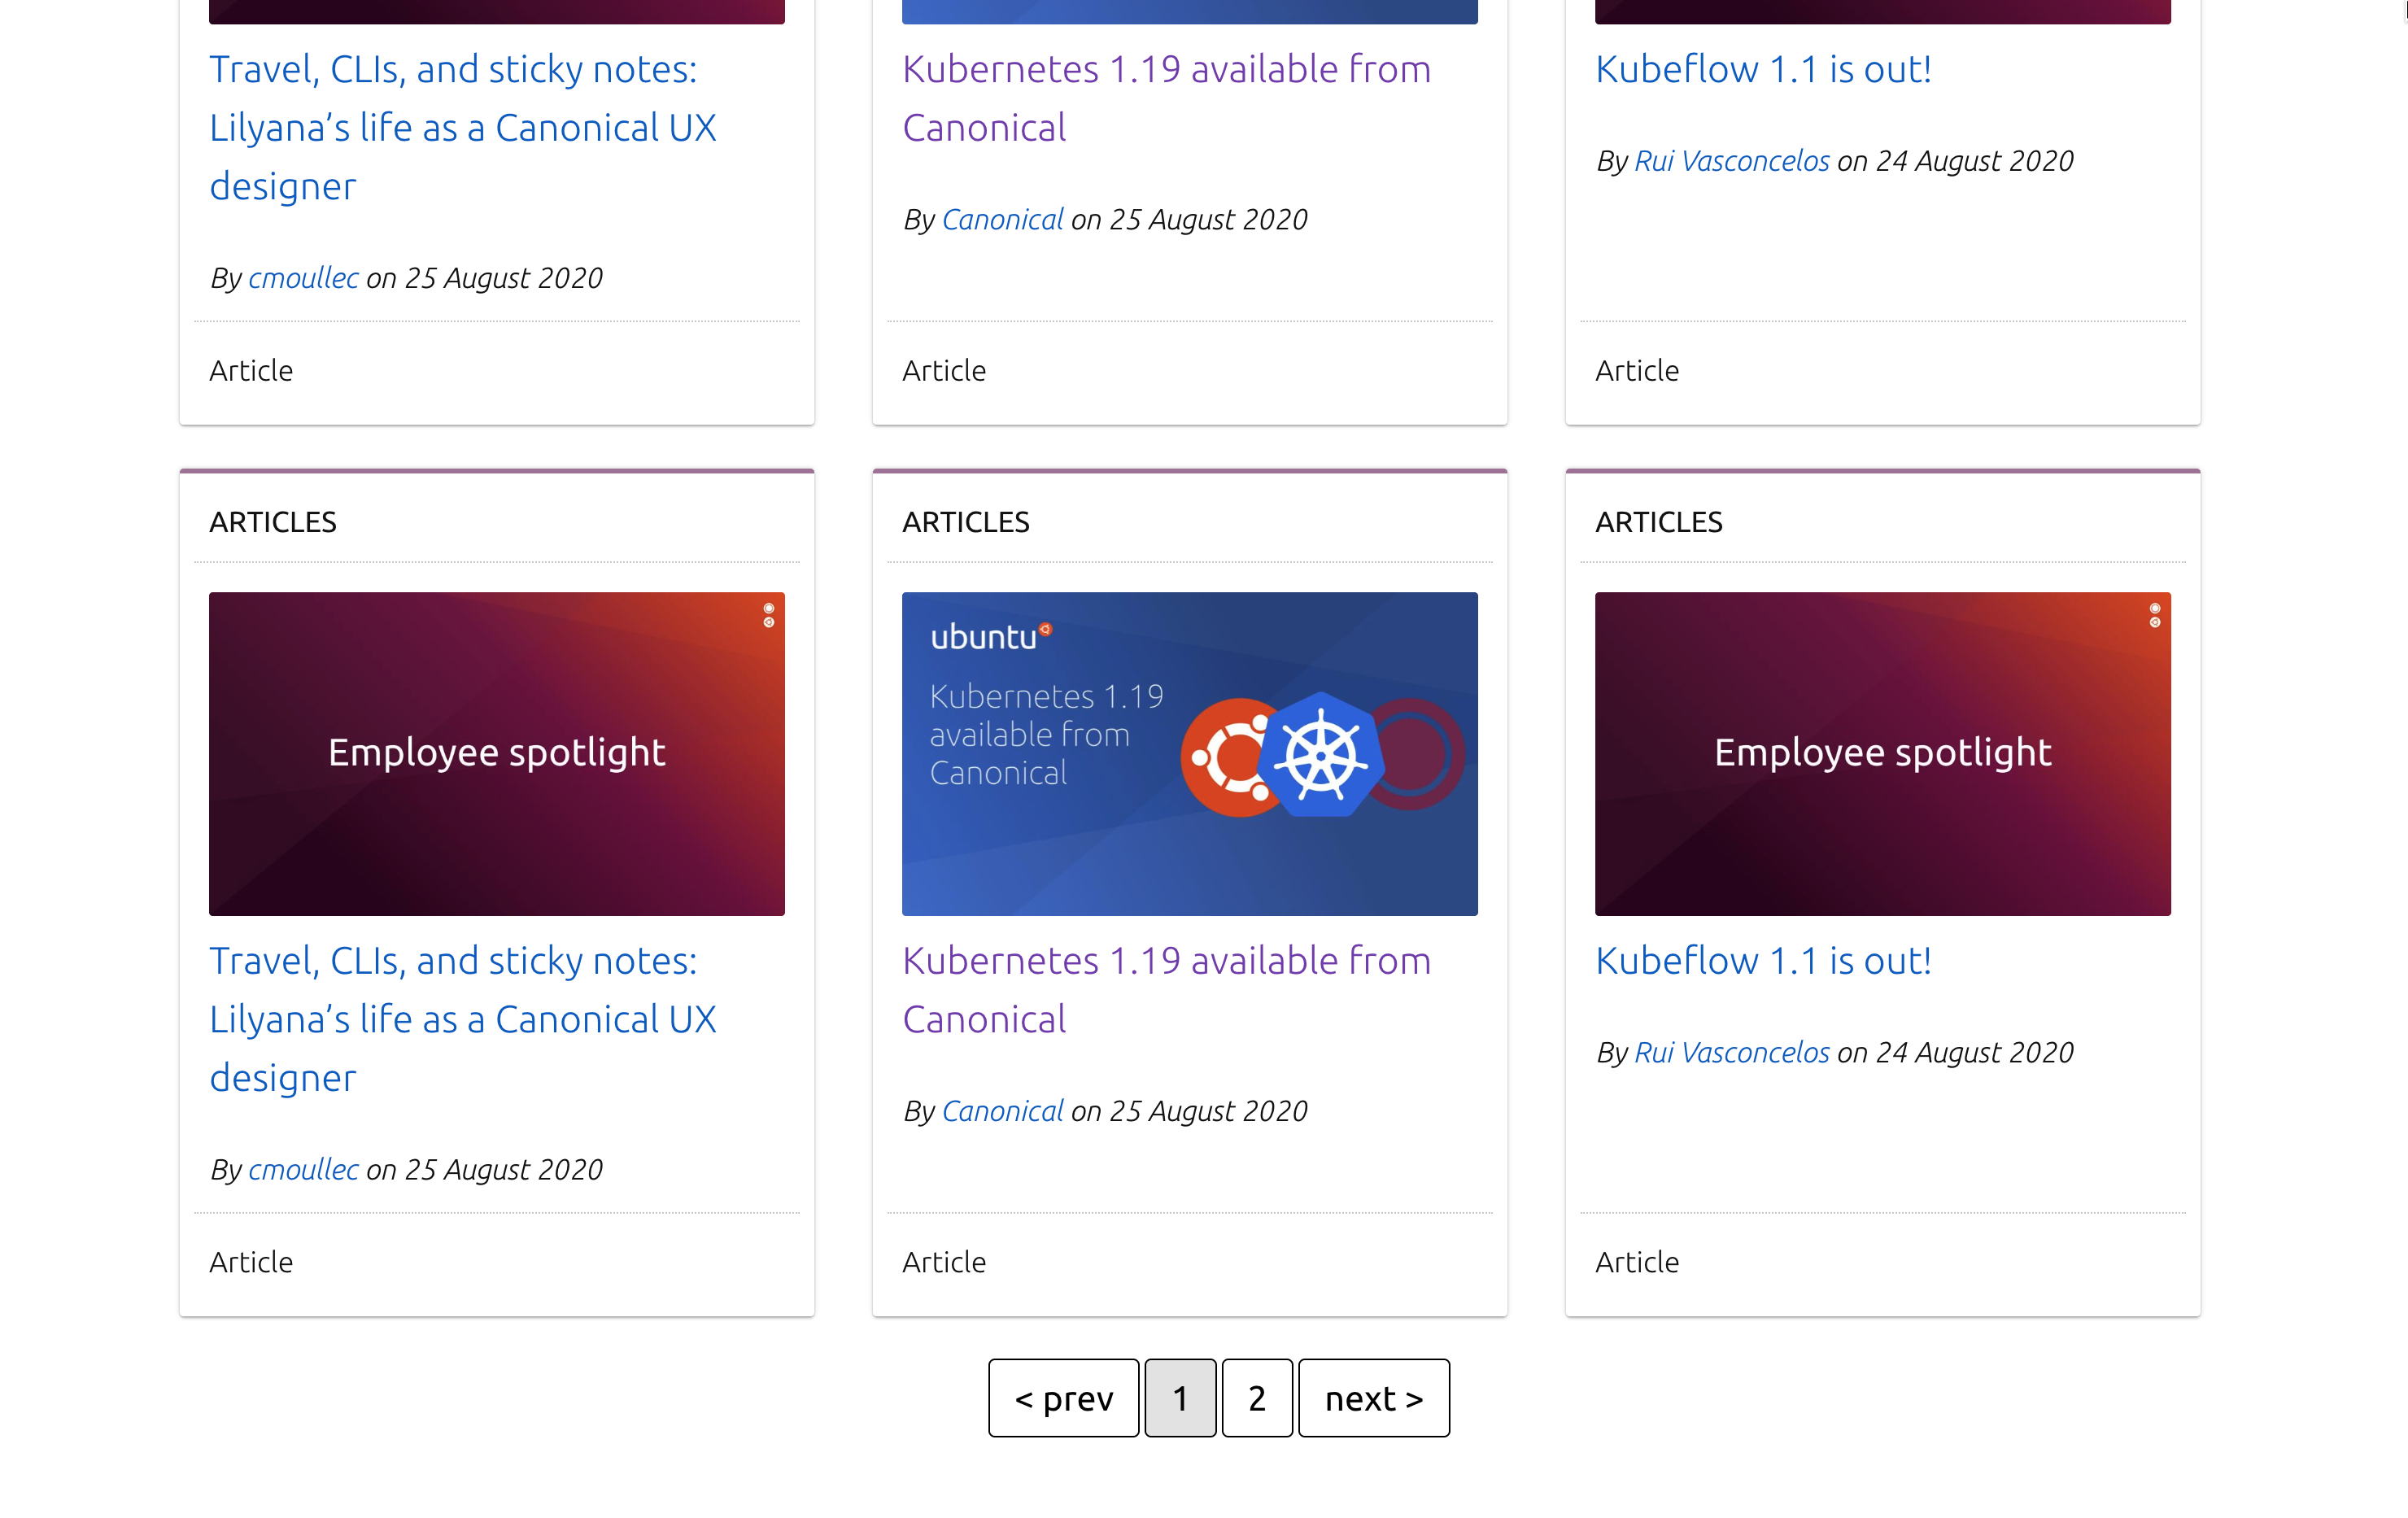 Travel, CLIs, and sticky notes:
Lilyana’s life as a Canonical UX
designer
By cmoullec on 25 August 2020
Article
Kubernetes 1.19 available from
Canonical
By Canonical on 25 August 2020
Article
Kubeflow 1.1 is out!
By Rui Vasconcelos on 24 August 2020
Article
ARTICLES
Employee spotlight
Travel, CLIs, and sticky notes:
Lilyana’s life as a Canonical UX
designer
By cmoullec on 25 August 2020
Article
ARTICLES
ubuntu
Kubernetes 1.19
available from
Canonical
Kubernetes 1.19 available from
Canonical
By Canonical on 25 August 2020
Article
ARTICLES
Employee spotlight
Kubeflow 1.1 is out!
By Rui Vasconcelos on 24 August 2020
Article
< prev 1 2 next >